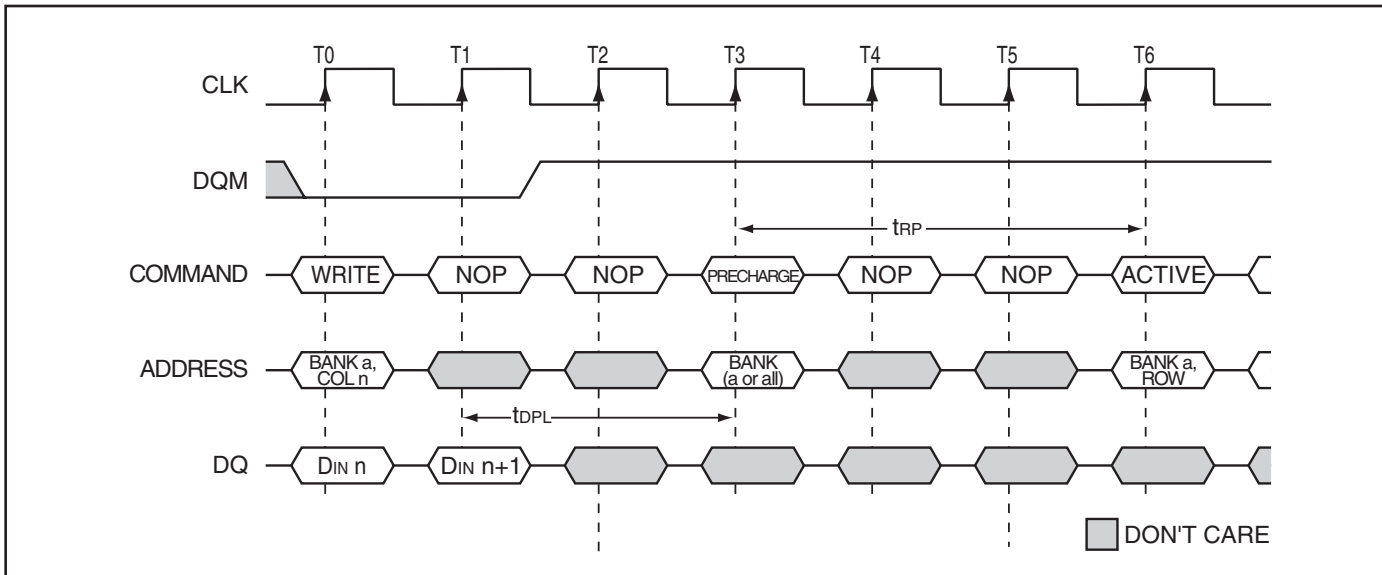 T0 T1 T2 T3 T4 T5 T6
CLK
DQM
tRP
COMMAND WRITE NOP NOP PRECHARGE NOP NOP ACTIVE
ADDRESS BANK a, COL n BANK (a or all) BANK a, ROW
tDPL
DQ DIN n DIN n+1
DON'T CARE